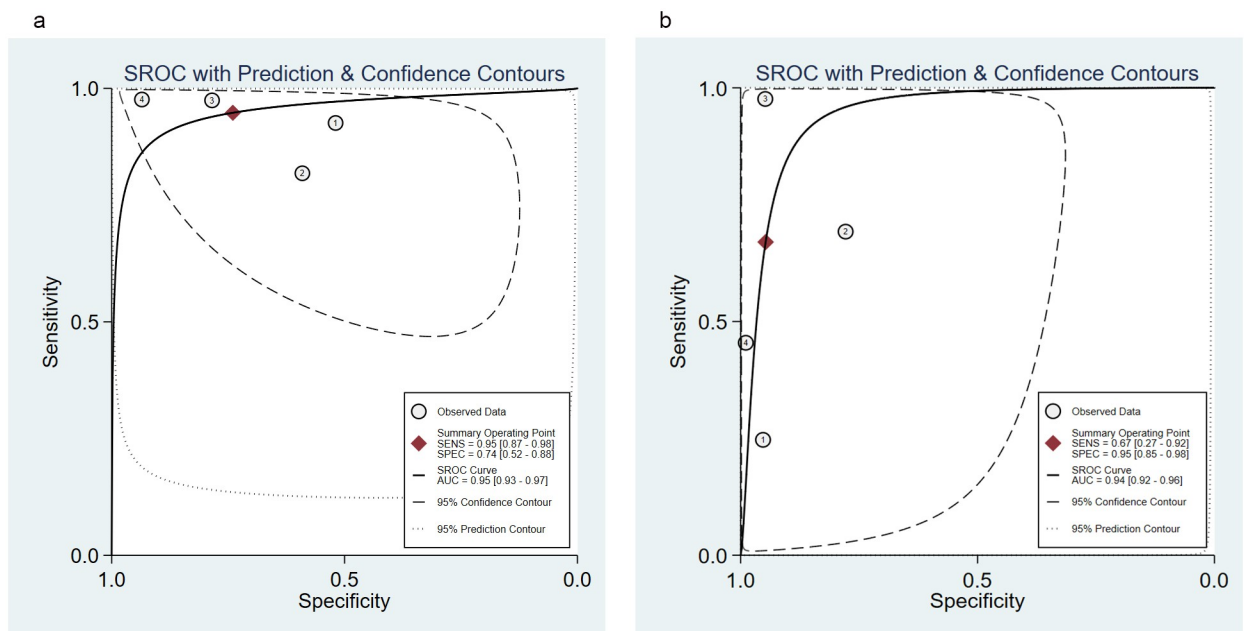 a
SROC with Prediction & Confidence Contours
1.0
4
3
1
2
Sensitivity
0.5
Observed Data
Summary Operating Point
SENS = 0.95 [0.87 - 0.98]
SPEC = 0.74 [0.52 - 0.88]
SROC Curve
AUC = 0.95 [0.93 - 0.97]
95% Confidence Contour
95% Prediction Contour
0.0
1.0
0.5
0.0
Specificity
b
SROC with Prediction & Confidence Contours
1.0
3
2
Sensitivity
0.5
4
1
Observed Data
Summary Operating Point
SENS = 0.67 [0.27 - 0.92]
SPEC = 0.95 [0.85 - 0.98]
SROC Curve
AUC = 0.94 [0.92 - 0.96]
95% Confidence Contour
95% Prediction Contour
0.0
1.0
0.5
0.0
Specificity